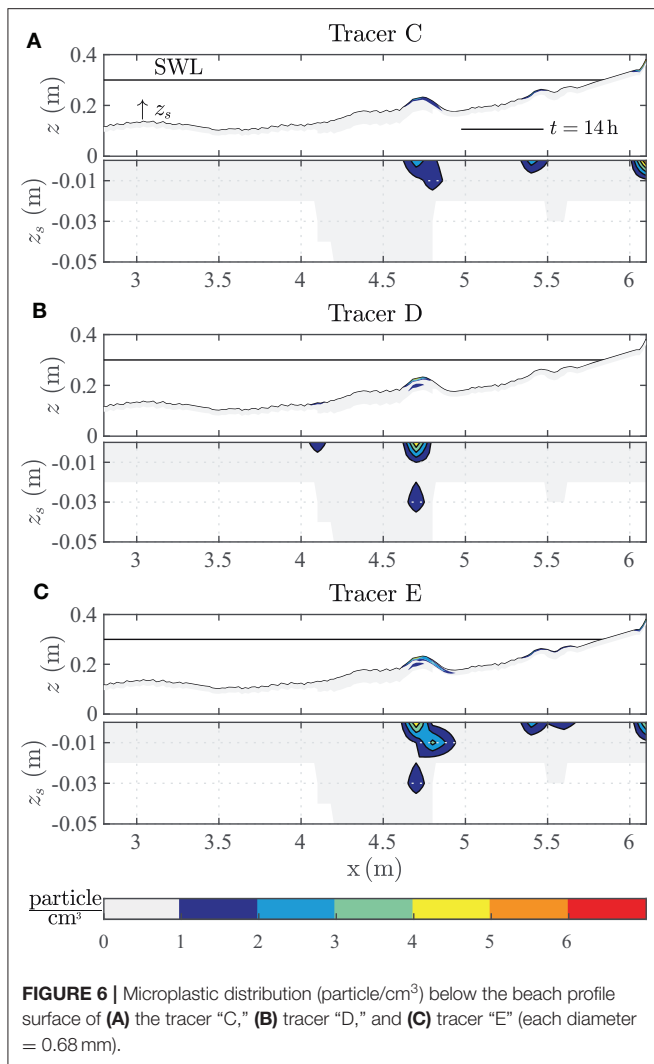 A
Tracer C
0.4
0.2
0
z (m)
SWL
↑ z_s
t = 14 h
-0.01
-0.03
-0.05
z_s (m)
3 3.5 4 4.5 5 5.5 6
B
Tracer D
0.4
0.2
0
z (m)
-0.01
-0.03
-0.05
z_s (m)
3 3.5 4 4.5 5 5.5 6
C
Tracer E
0.4
0.2
0
z (m)
-0.01
-0.03
-0.05
z_s (m)
3 3.5 4 4.5 5 5.5 6
x (m)
particle
cm³
0 1 2 3 4 5 6
FIGURE 6 | Microplastic distribution (particle/cm³) below the beach profile
surface of (A) the tracer “C,” (B) tracer “D,” and (C) tracer “E” (each diameter
= 0.68 mm).